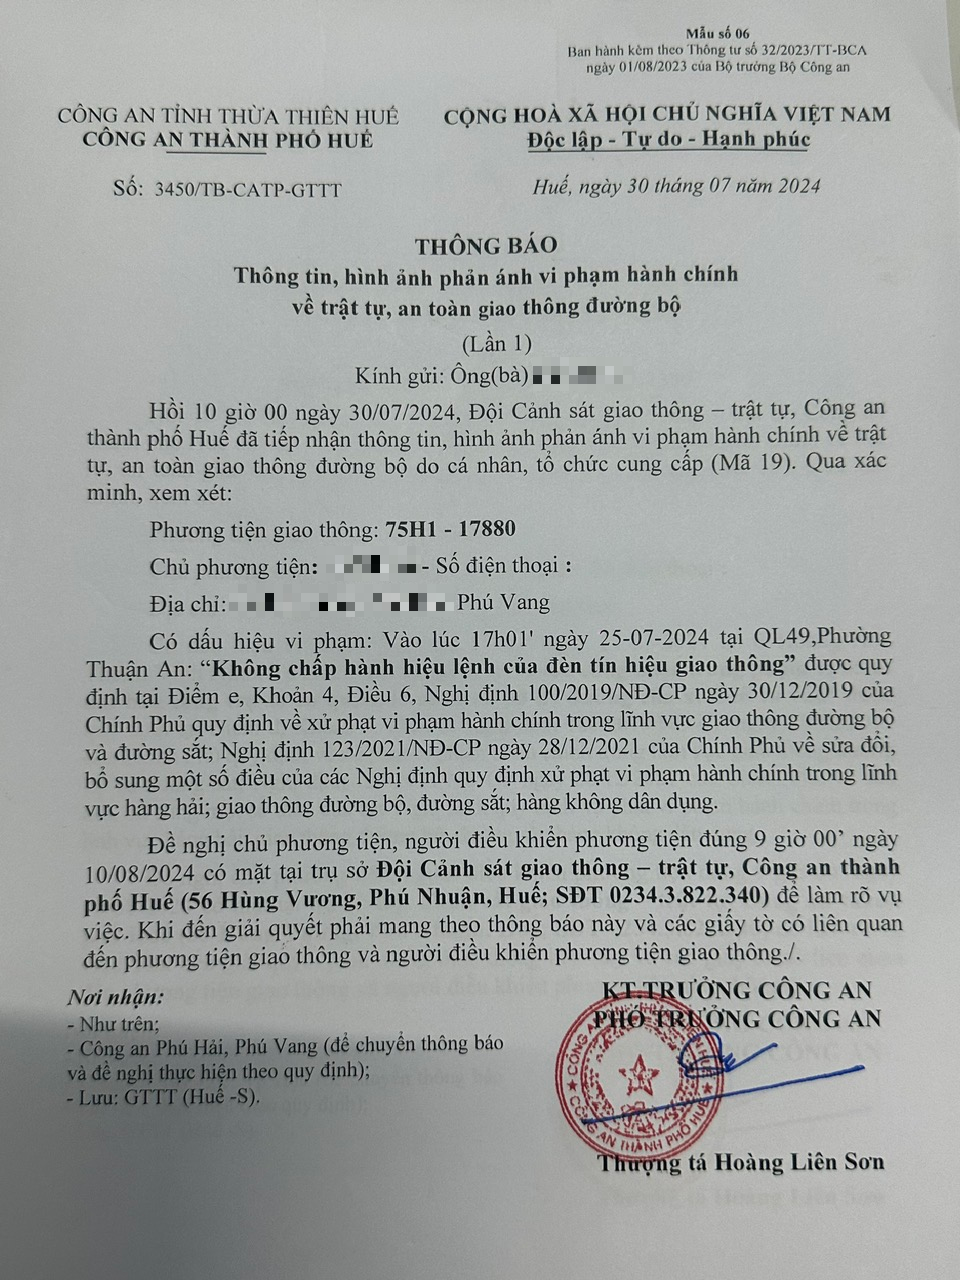 Mẫu số 06
Ban hành kèm theo Thông tư số 32/2023/TT-BCA
ngày 01/08/2023 của Bộ trưởng Bộ Công an
CÔNG AN TỈNH THỪA THIÊN HUẾ
CÔNG AN THÀNH PHỐ HUẾ
CỘNG HOÀ XÃ HỘI CHỦ NGHĨA VIỆT NAM
Độc lập - Tự do - Hạnh phúc
Số: 3450/TB-CATP-GTTT
Huế, ngày 30 tháng 07 năm 2024
THÔNG BÁO
Thông tin, hình ảnh phản ánh vi phạm hành chính
về trật tự, an toàn giao thông đường bộ
(Lần 1)
Kính gửi: Ông(bà)
Hồi 10 giờ 00 ngày 30/07/2024, Đội Cảnh sát giao thông – trật tự, Công an
thành phố Huế đã tiếp nhận thông tin, hình ảnh phản ánh vi phạm hành chính về trật
tự, an toàn giao thông đường bộ do cá nhân, tổ chức cung cấp (Mã 19). Qua xác
minh, xem xét:
Phương tiện giao thông: 75H1 - 17880
Chủ phương tiện: - Số điện thoại :
Địa chỉ: Phú Vang
Có dấu hiệu vi phạm: Vào lúc 17h01' ngày 25-07-2024 tại QL49,Phường
Thuận An: “Không chấp hành hiệu lệnh của đèn tín hiệu giao thông” được quy
định tại Điểm e, Khoản 4, Điều 6, Nghị định 100/2019/NĐ-CP ngày 30/12/2019 của
Chính Phủ quy định về xử phạt vi phạm hành chính trong lĩnh vực giao thông đường bộ
và đường sắt; Nghị định 123/2021/NĐ-CP ngày 28/12/2021 của Chính Phủ về sửa đổi,
bổ sung một số điều của các Nghị định quy định xử phạt vi phạm hành chính trong lĩnh
vực hàng hải; giao thông đường bộ, đường sắt; hàng không dân dụng.
Đề nghị chủ phương tiện, người điều khiển phương tiện đúng 9 giờ 00’ ngày
10/08/2024 có mặt tại trụ sở Đội Cảnh sát giao thông – trật tự, Công an thành
phố Huế (56 Hùng Vương, Phú Nhuận, Huế; SĐT 0234.3.822.340) để làm rõ vụ
việc. Khi đến giải quyết phải mang theo thông báo này và các giấy tờ có liên quan
đến phương tiện giao thông và người điều khiển phương tiện giao thông./.
Nơi nhận:
- Như trên;
- Công an Phú Hải, Phú Vang (để chuyển thông báo
và đề nghị thực hiện theo quy định);
- Lưu: GTTT (Huế -S).
KT.TRƯỞNG CÔNG AN
PHÓ TRƯỞNG CÔNG AN
CÔNG AN THÀNH PHỐ HUẾ
Thượng tá Hoàng Liên Sơn